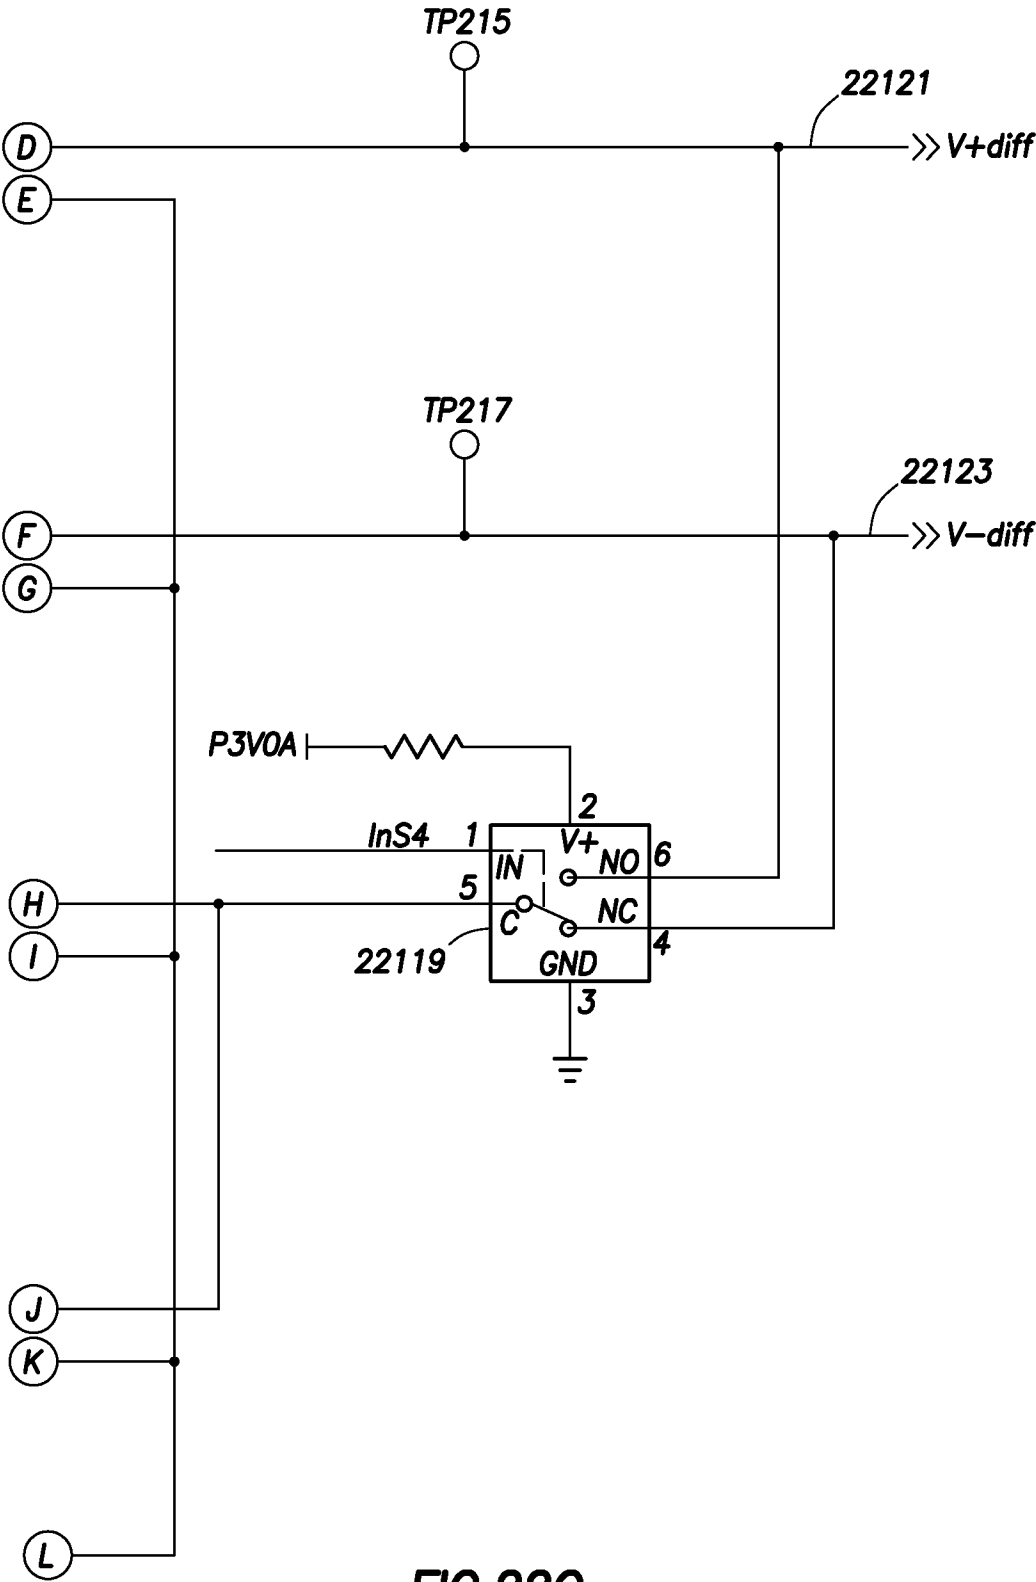 TP215
22121
D
V+diff
E
TP217
22123
F
V-diff
G
P3V0A
2
InS4 1
V+
IN
NO 6
5
H
C
NC
4
I
22119
GND
3
J
K
L